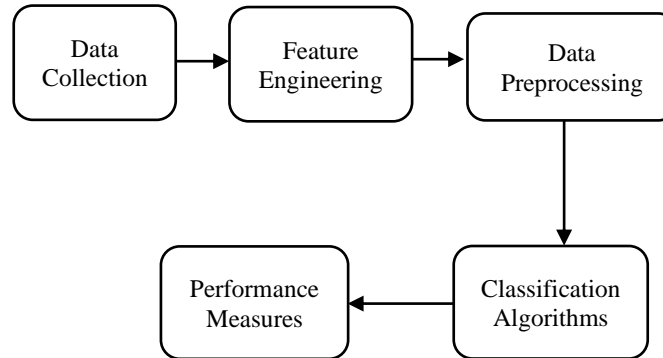 Data
Collection
Feature
Engineering
Data
Preprocessing
Classification
Algorithms
Performance
Measures